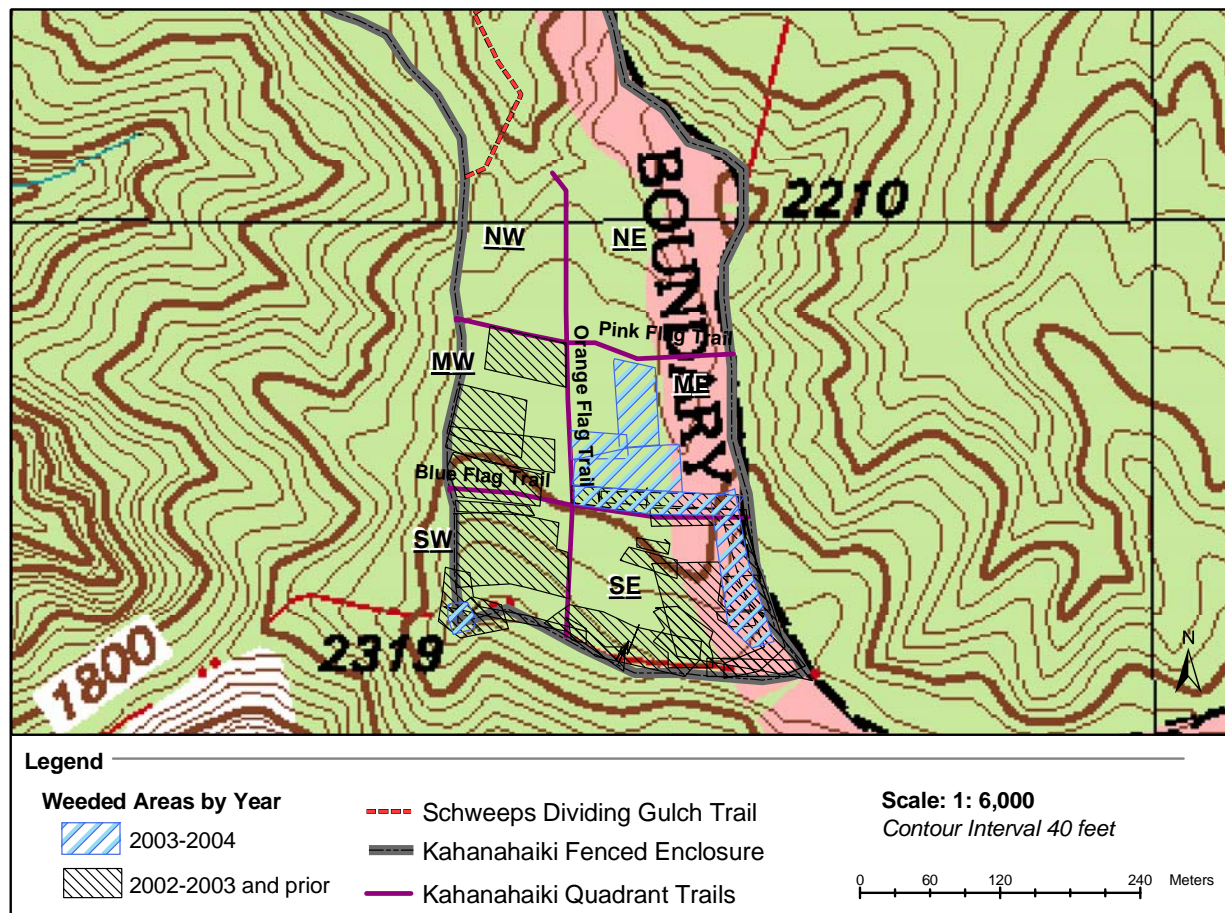 BOUNDARY
2210
NW
NE
Pink Flag Trail
MW
Orange Flag Trail
ME
Blue Flag Trail
SW
SE
2319
1800
N
Legend
Weeded Areas by Year
2003-2004
2002-2003 and prior
Schweeps Dividing Gulch Trail
Kahanahaiki Fenced Enclosure
Kahanahaiki Quadrant Trails
Scale: 1: 6,000
Contour Interval 40 feet
0 60 120 240 Meters